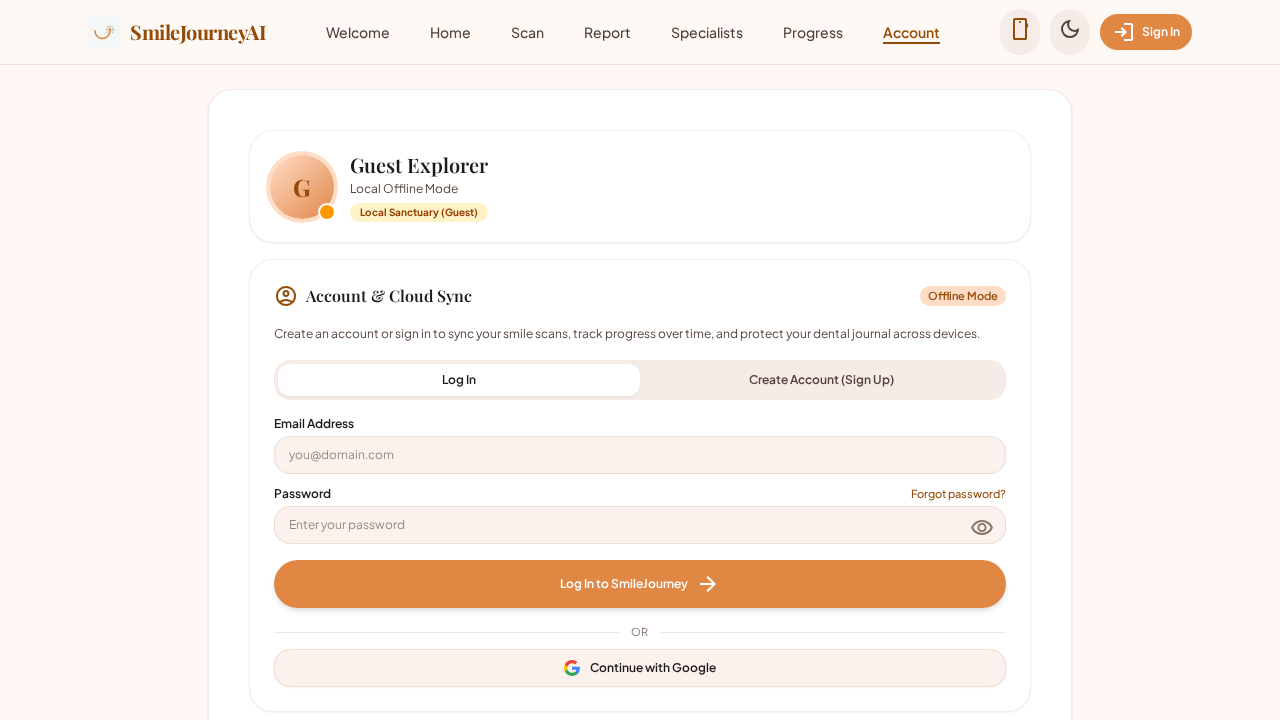 SmileJourneyAI
Welcome
Home
Scan
Report
Specialists
Progress
Account
Sign In
G
Guest Explorer
Local Offline Mode
Local Sanctuary (Guest)
Account & Cloud Sync
Offline Mode
Create an account or sign in to sync your smile scans, track progress over time, and protect your dental journal across devices.
Log In
Create Account (Sign Up)
Email Address
you@domain.com
Password
Forgot password?
Enter your password
Log In to SmileJourney
OR
Continue with Google